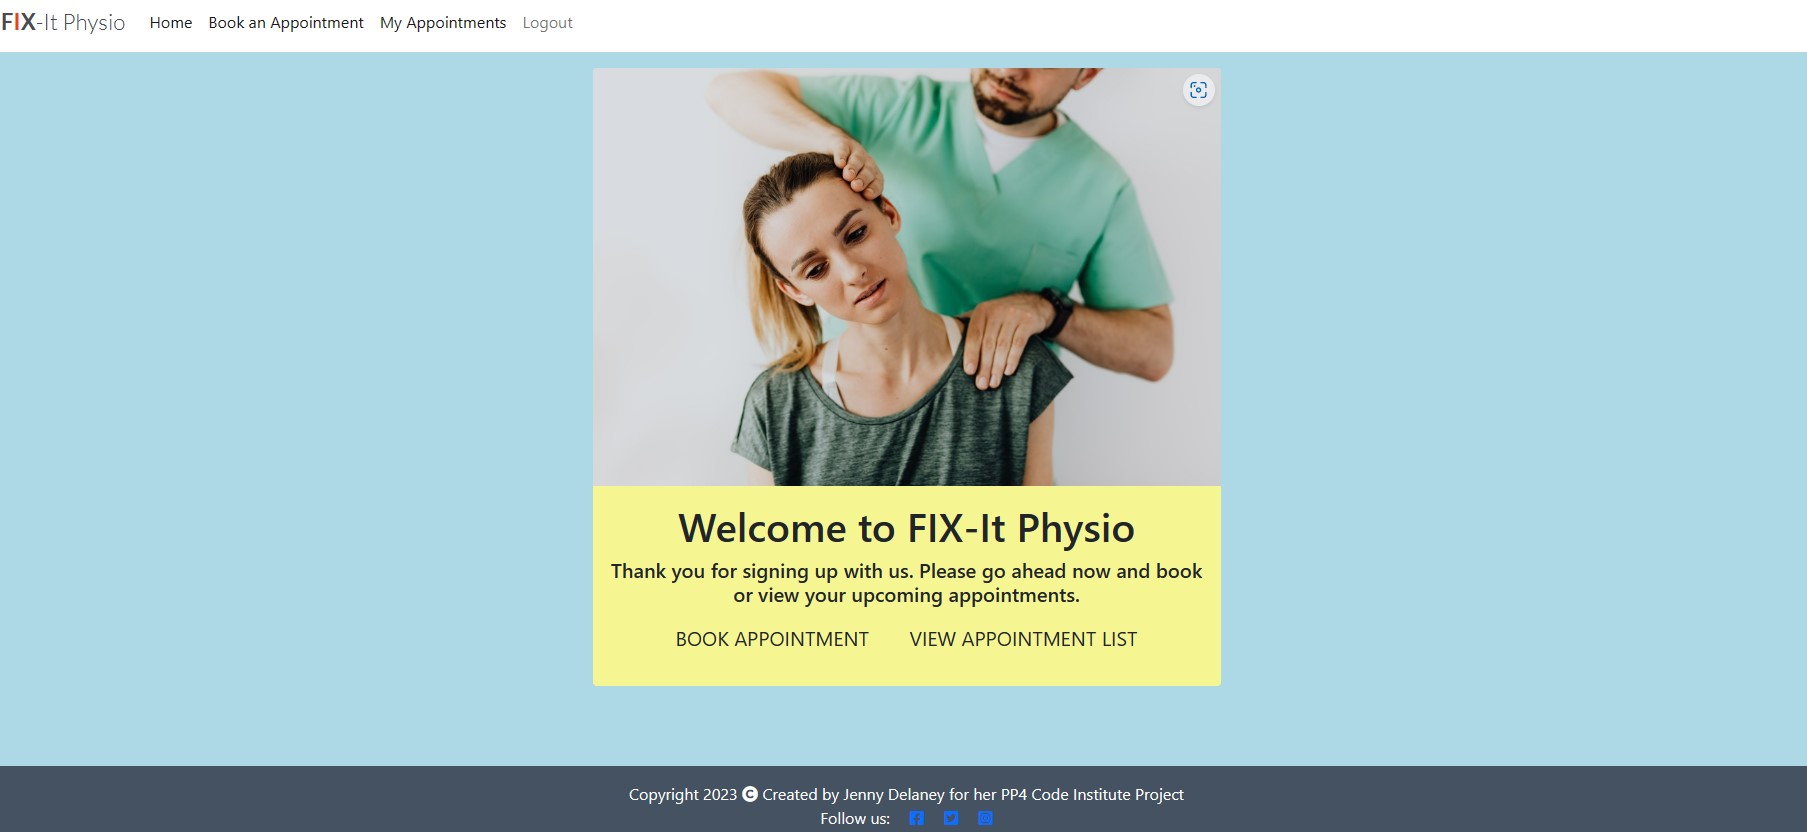 FIX-It Physio Home Book an Appointment My Appointments Logout
Welcome to FIX-It Physio
Thank you for signing up with us. Please go ahead now and book
or view your upcoming appointments.
BOOK APPOINTMENT VIEW APPOINTMENT LIST
Copyright 2023 C Created by Jenny Delaney for her PP4 Code Institute Project
Follow us: